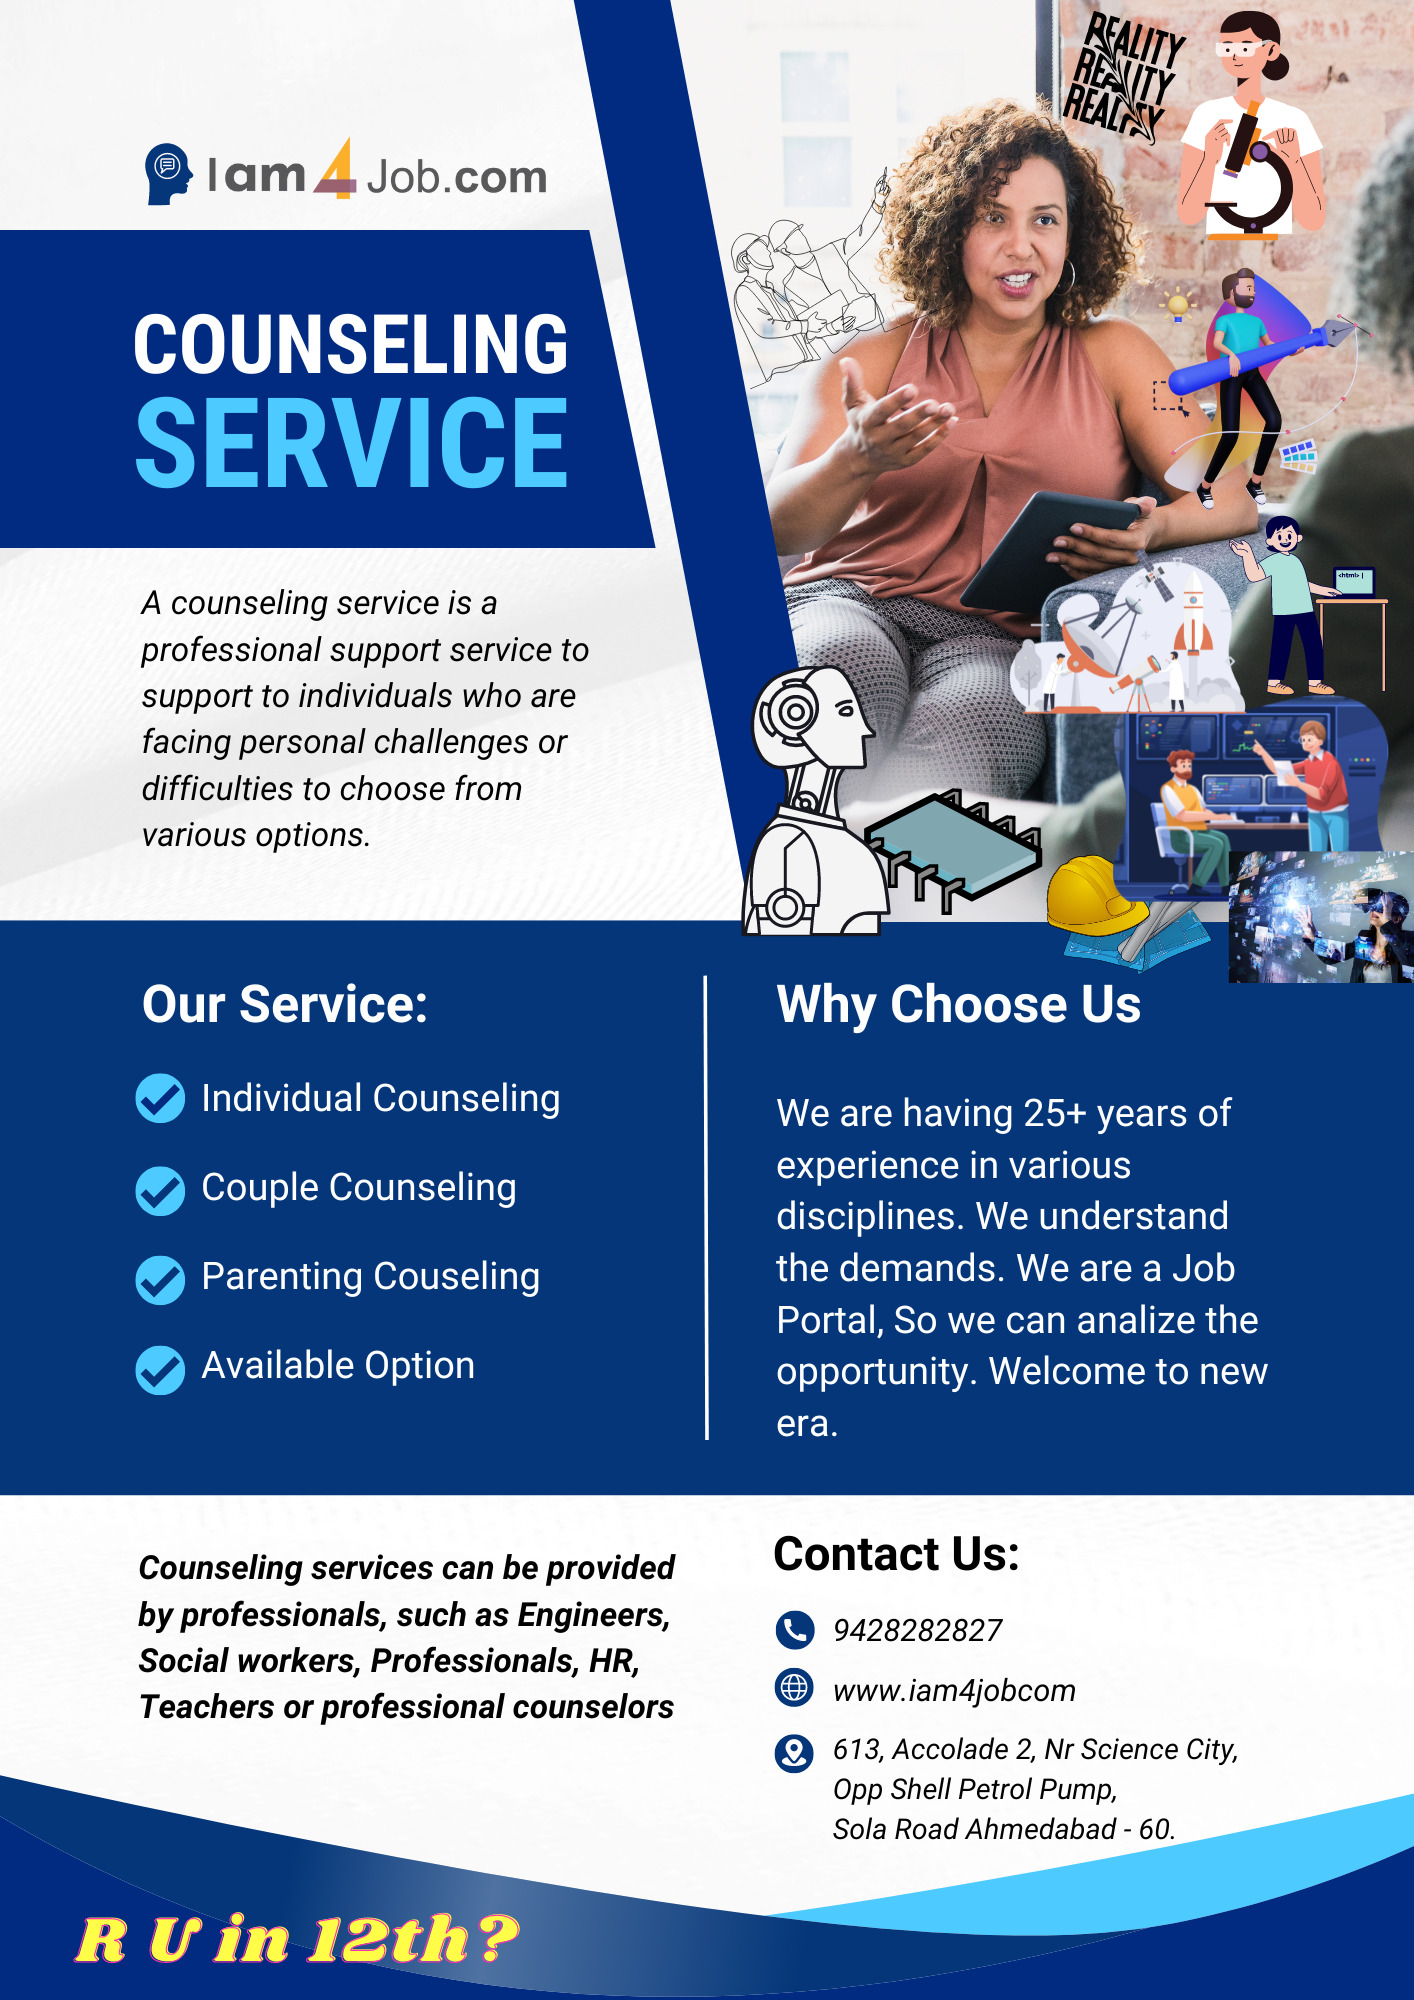 I am 4 Job.com
REALITY
REALITY
REALITY
COUNSELING
SERVICE
A counseling service is a
professional support service to
support to individuals who are
facing personal challenges or
difficulties to choose from
various options.
<html> |
Our Service:
Individual Counseling
Couple Counseling
Parenting Couseling
Available Option
Why Choose Us
We are having 25+ years of
experience in various
disciplines. We understand
the demands. We are a Job
Portal, So we can analize the
opportunity. Welcome to new
era.
Counseling services can be provided
by professionals, such as Engineers,
Social workers, Professionals, HR,
Teachers or professional counselors
Contact Us:
9428282827
www.iam4jobcom
613, Accolade 2, Nr Science City,
Opp Shell Petrol Pump,
Sola Road Ahmedabad - 60.
R U in 12th?